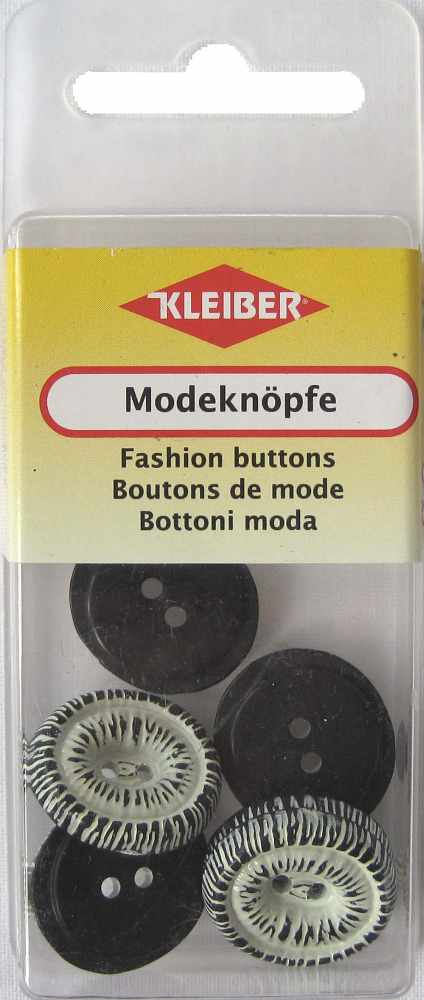 KLEIBER
Modeknöpfe
Fashion buttons
Boutons de mode
Bottoni moda